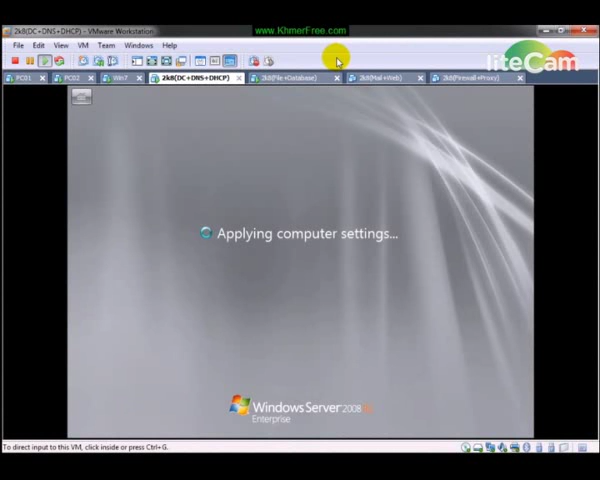 www.KhmerFree.com
2k8(DC+DNS+DHCP) - VMware Workstation
File Edit View VM Team Windows Help
liteCam
PC01 PC02 Win7 2k8(DC+DNS+DHCP) 2k8(File+Database) 2k8(Mail+Web) 2k8(Firewall+Proxy)
Applying computer settings...
Windows Server 2008 R2
Enterprise
To direct input to this VM, click inside or press Ctrl+G.